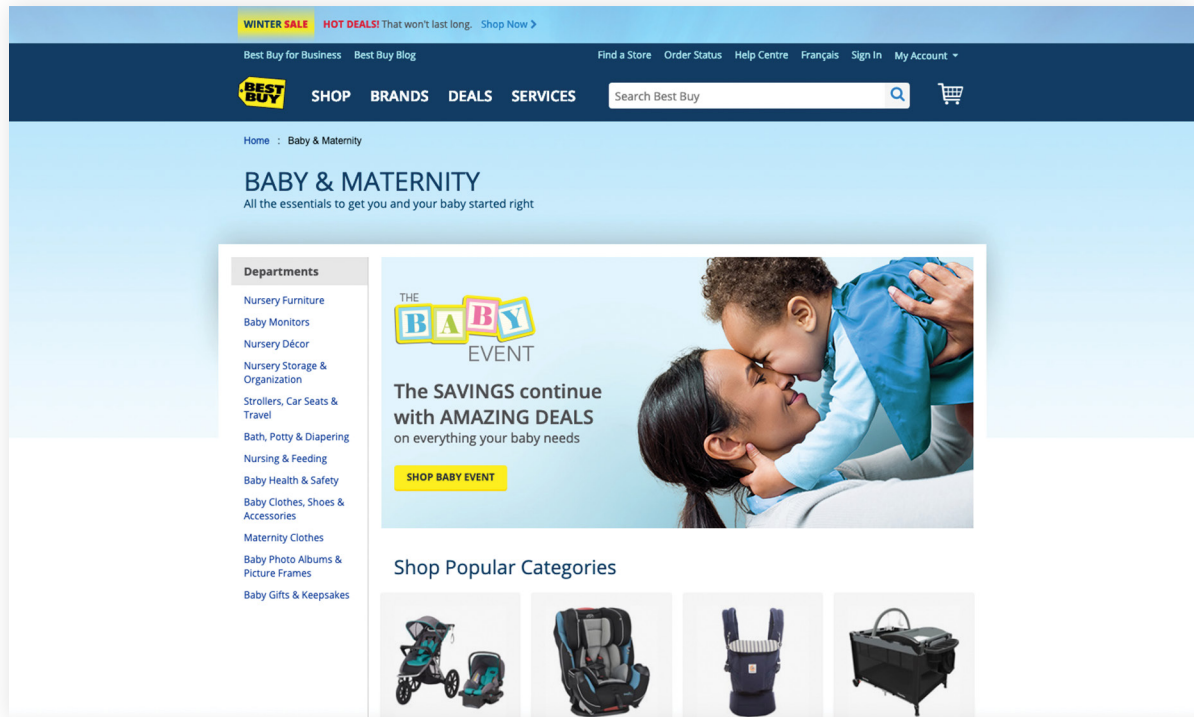 WINTER SALE HOT DEALS! That won't last long. Shop Now
Best Buy for Business Best Buy Blog Find a Store Order Status Help Centre Français Sign In My Account
BEST BUY
SHOP BRANDS DEALS SERVICES Search Best Buy
Home : Baby & Maternity
BABY & MATERNITY
All the essentials to get you and your baby started right
Departments
Nursery Furniture
Baby Monitors
Nursery Décor
Nursery Storage &
Organization
Strollers, Car Seats &
Travel
Bath, Potty & Diapering
Nursing & Feeding
Baby Health & Safety
Baby Clothes, Shoes &
Accessories
Maternity Clothes
Baby Photo Albums &
Picture Frames
Baby Gifts & Keepsakes
THE
BABY
EVENT
The SAVINGS continue
with AMAZING DEALS
on everything your baby needs
SHOP BABY EVENT
Shop Popular Categories